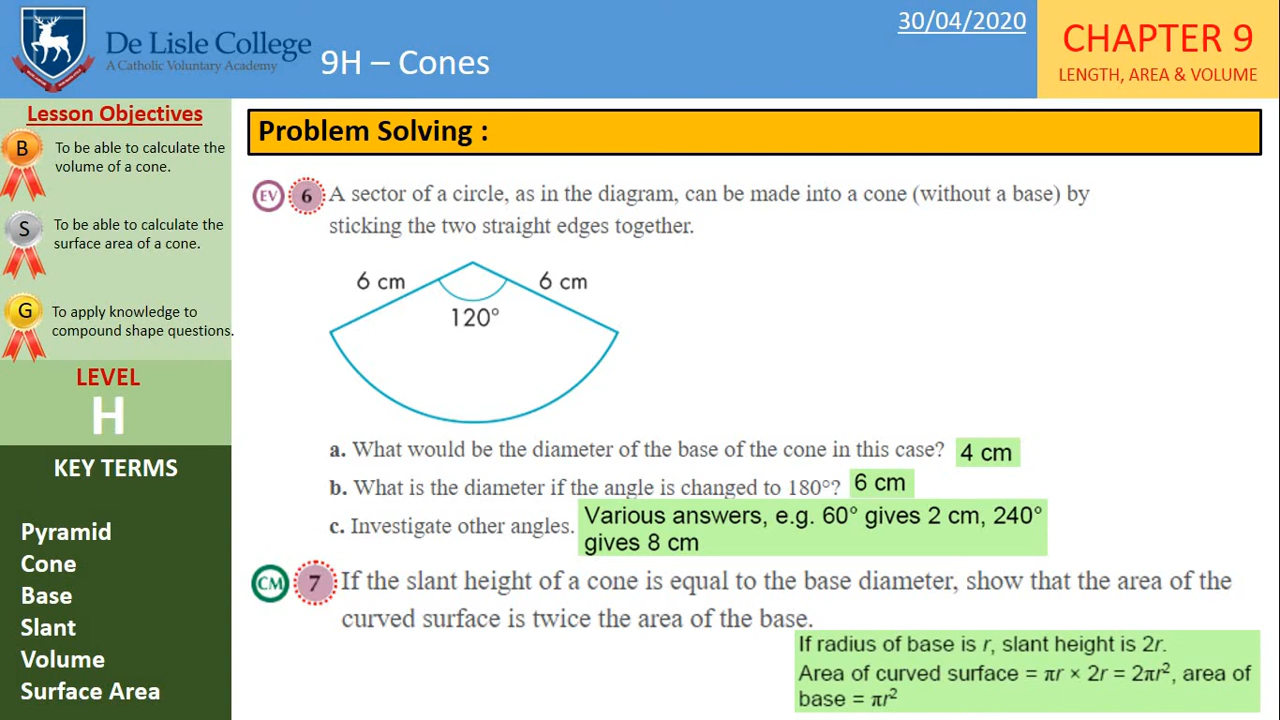 De Lisle College
A Catholic Voluntary Academy
9H – Cones
30/04/2020
CHAPTER 9
LENGTH, AREA & VOLUME
Lesson Objectives
B
To be able to calculate the
volume of a cone.
S
To be able to calculate the
surface area of a cone.
G
To apply knowledge to
compound shape questions.
LEVEL
H
KEY TERMS
Pyramid
Cone
Base
Slant
Volume
Surface Area
Problem Solving :
EV 6 A sector of a circle, as in the diagram, can be made into a cone (without a base) by
sticking the two straight edges together.
6 cm 6 cm
120°
a. What would be the diameter of the base of the cone in this case? 4 cm
b. What is the diameter if the angle is changed to 180°? 6 cm
c. Investigate other angles. Various answers, e.g. 60° gives 2 cm, 240°
gives 8 cm
CM 7 If the slant height of a cone is equal to the base diameter, show that the area of the
curved surface is twice the area of the base.
If radius of base is r, slant height is 2r.
Area of curved surface = πr × 2r = 2πr², area of
base = πr²